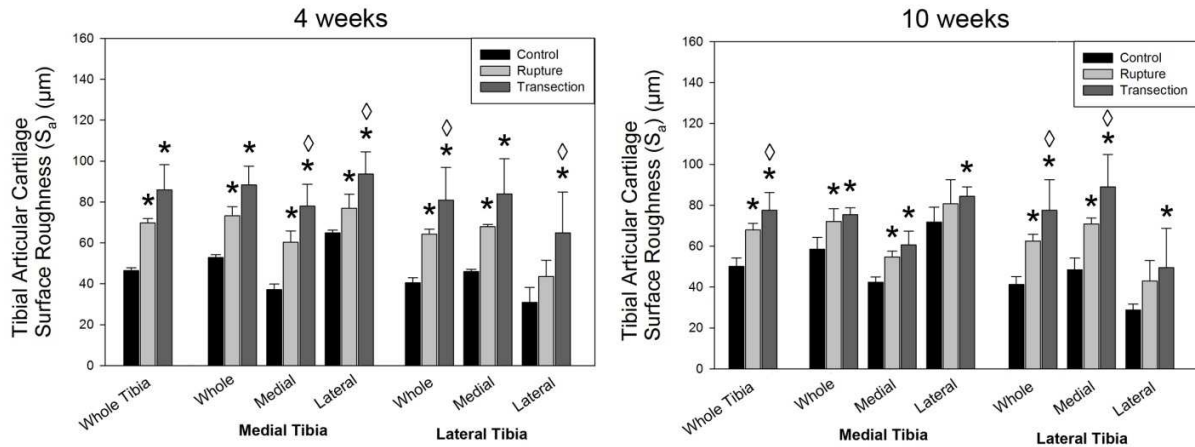 4 weeks
Tibial Articular Cartilage
Surface Roughness (Sₐ) (μm)
160
140
120
100
80
60
40
20
0
Control
Rupture
Transection
◊
◊
◊
◊
* *
* *
* *
* *
* *
* *
*
Whole Tibia
Whole
Medial
Lateral
Whole
Medial
Lateral
Medial Tibia
Lateral Tibia
10 weeks
Tibial Articular Cartilage
Surface Roughness (Sₐ) (μm)
160
140
120
100
80
60
40
20
0
Control
Rupture
Transection
◊
◊
◊
* *
* *
* *
*
* *
* *
*
Whole Tibia
Whole
Medial
Lateral
Whole
Medial
Lateral
Medial Tibia
Lateral Tibia